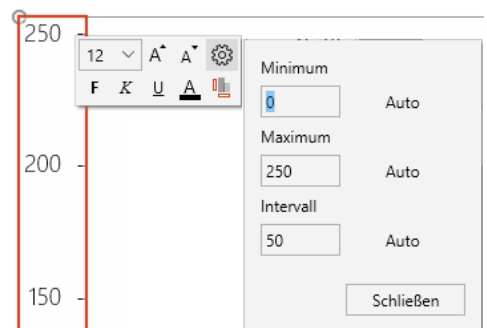 250
12 A A
F K U A
200
150
Minimum
0 Auto
Maximum
250 Auto
Intervall
50 Auto
Schließen